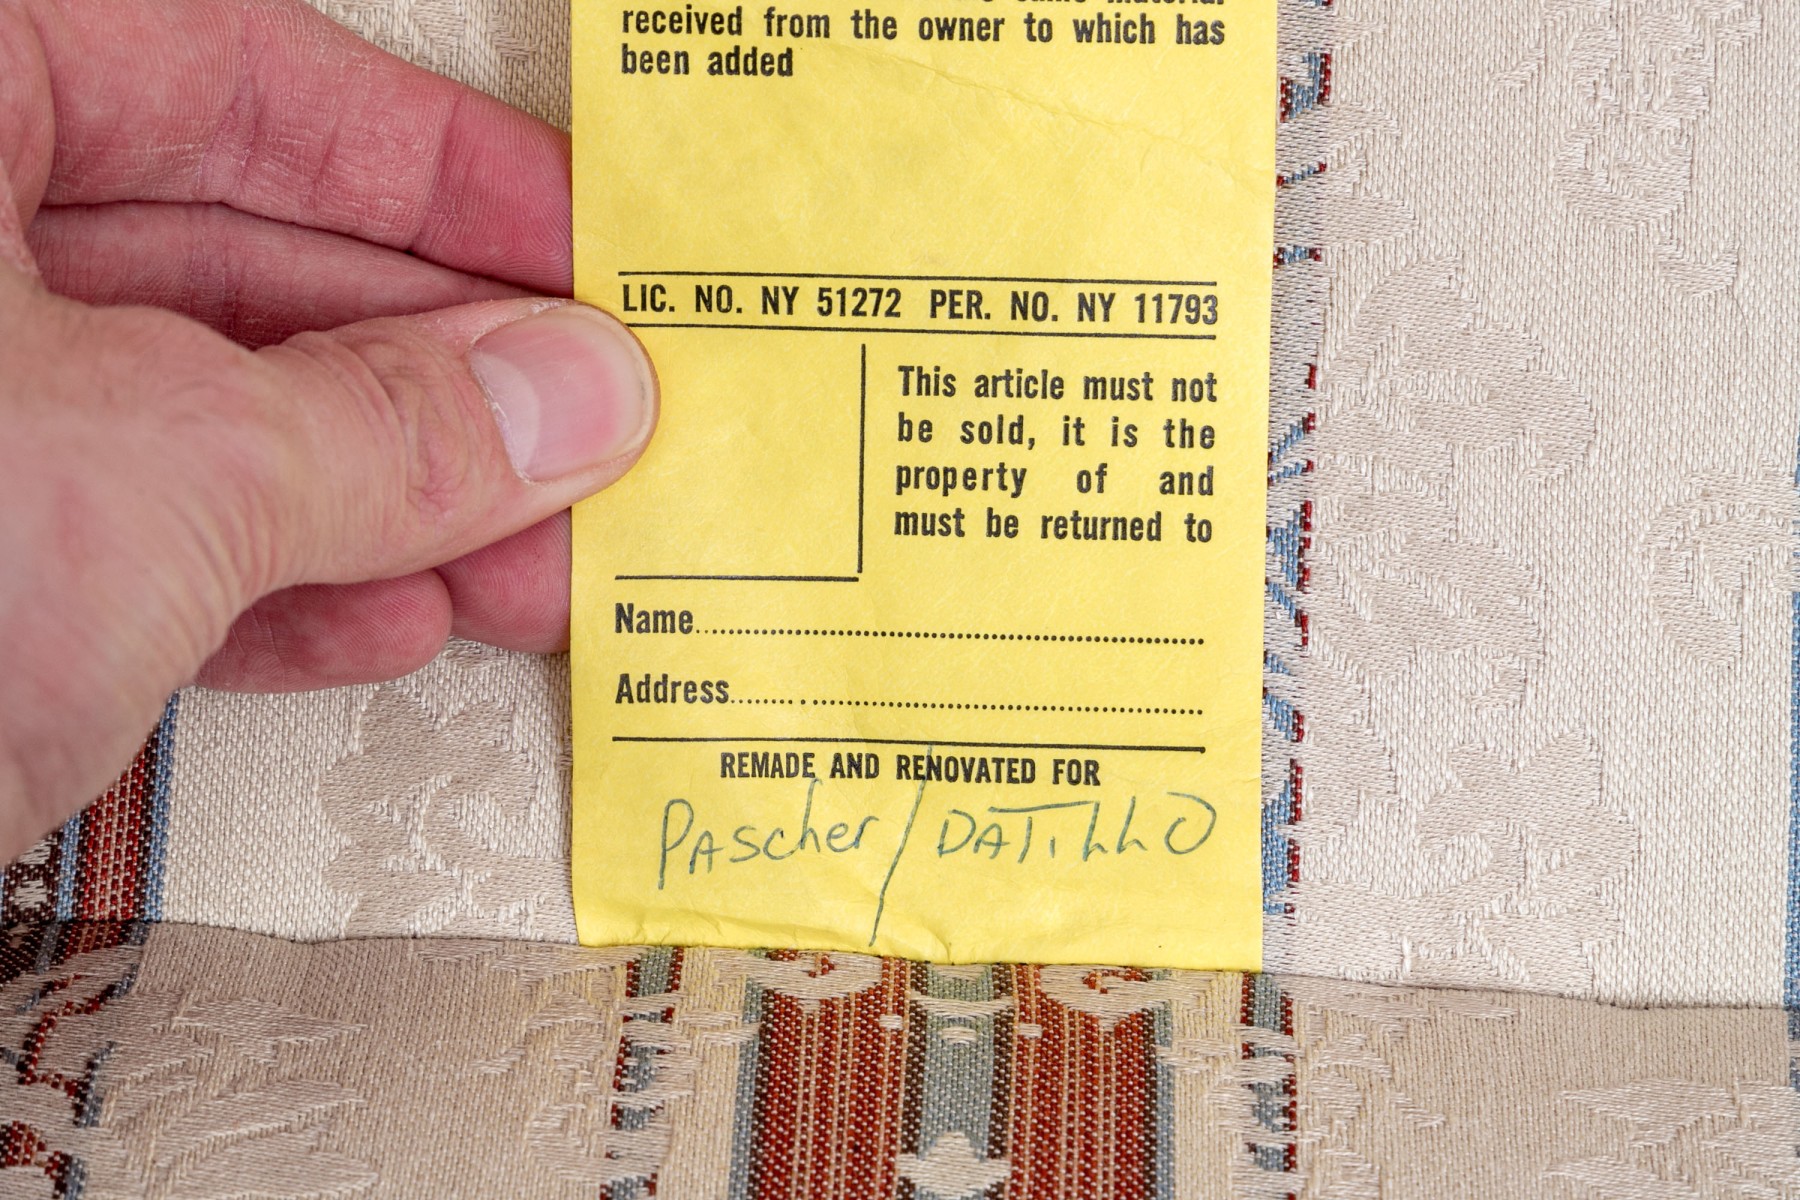 received from the owner to which has
been added
LIC. NO. NY 51272 PER. NO. NY 11793
This article must not
be sold, it is the
property of and
must be returned to
Name
Address
REMADE AND RENOVATED FOR
PAscher / DATILLO